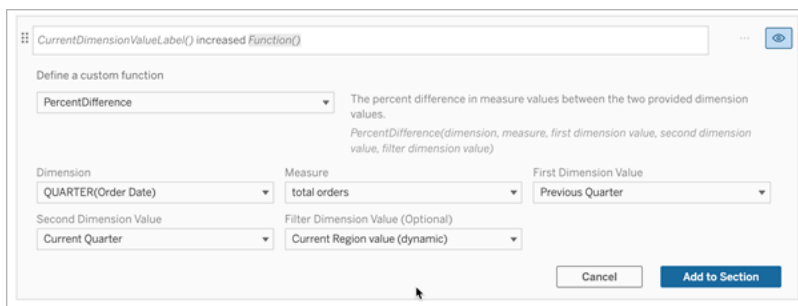 CurrentDimensionValueLabel() increased Function()
Define a custom function
PercentDifference
The percent difference in measure values between the two provided dimension
values.
PercentDifference(dimension, measure, first dimension value, second dimension
value, filter dimension value)
Dimension
Measure
First Dimension Value
QUARTER(Order Date)
total orders
Previous Quarter
Second Dimension Value
Filter Dimension Value (Optional)
Current Quarter
Current Region value (dynamic)
Cancel
Add to Section